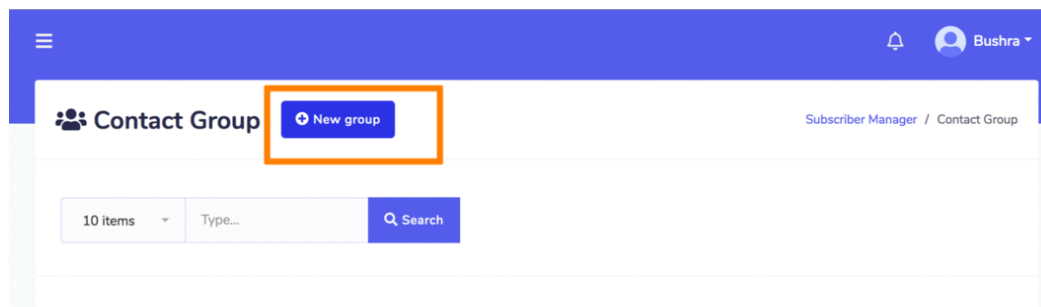 Bushra
Contact Group
New group
Subscriber Manager / Contact Group
10 items
Type...
Search